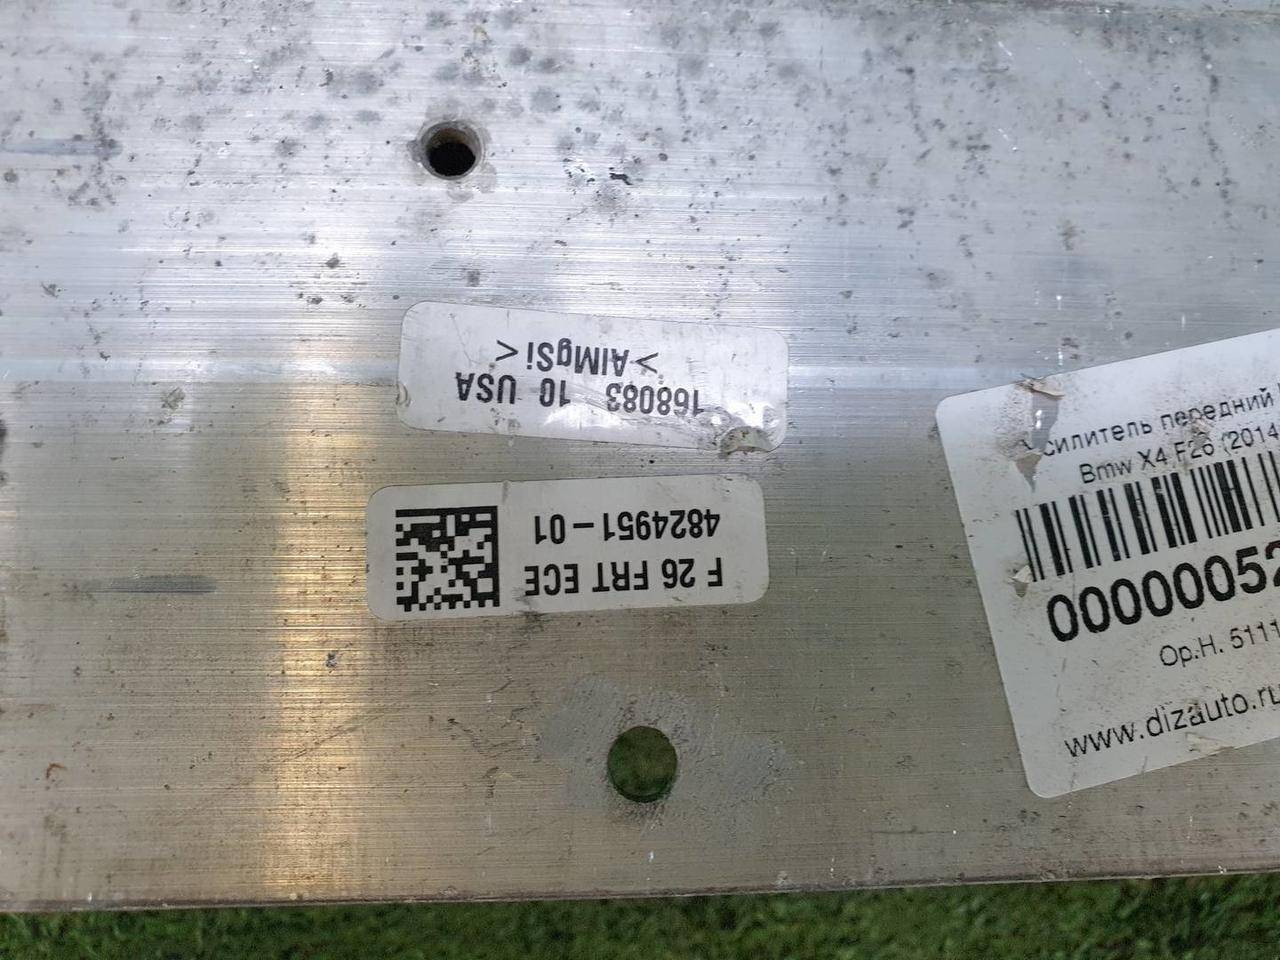 168083 10 USA
>AlMgSi<
F 26 FRT ECE
4824951-01
силитель передний
Bmw X4 F26 (2014
00000052
Ор.Н. 5111
www.dizauto.ru